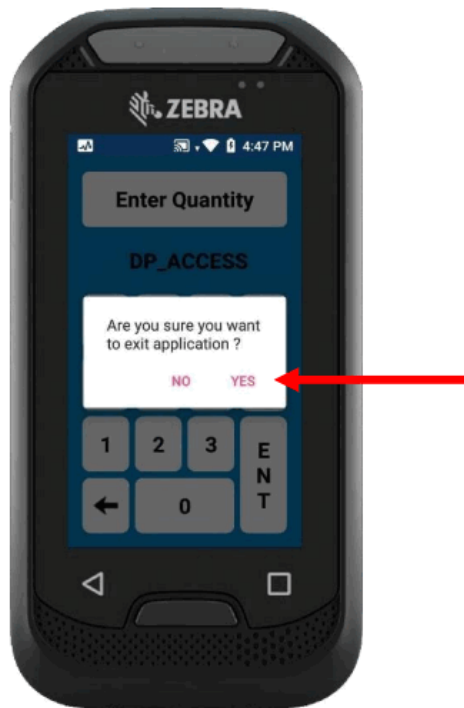 ZEBRA
4:47 PM
Enter Quantity
DP_ACCESS
Are you sure you want
to exit application ?
NO YES
1 2 3
0
E
N
T